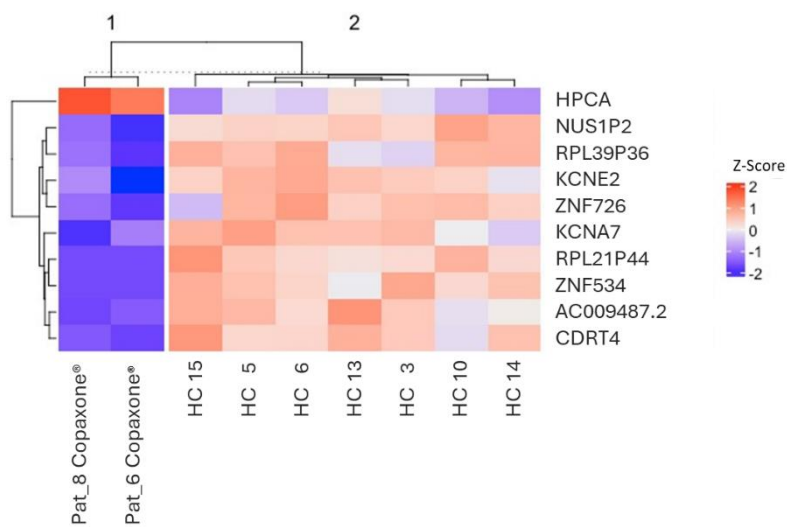 1
2
HPCA
NUS1P2
RPL39P36
KCNE2
ZNF726
KCNA7
RPL21P44
ZNF534
AC009487.2
CDRT4
Z-Score
2
1
0
-1
-2
Pat_8 Copaxone®
Pat_6 Copaxone®
HC 15
HC 5
HC 6
HC 13
HC 3
HC 10
HC 14